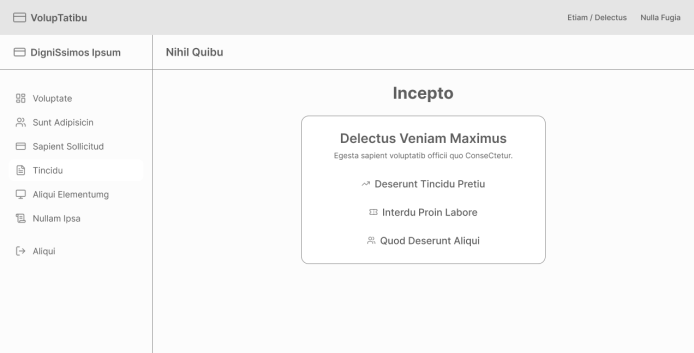 VolupTatibu
Etiam / Delectus
Nulla Fugia
DigniSsimos Ipsum
Nihil Quibu
Voluptate
Sunt Adipisicin
Sapient Sollicitud
Tincidu
Aliqui Elementumg
Nullam Ipsa
Aliqui
Incepto
Delectus Veniam Maximus
Egesta sapient voluptatib officii quo ConseCtetur.
Deserunt Tincidu Pretiu
Interdu Proin Labore
Quod Deserunt Aliqui